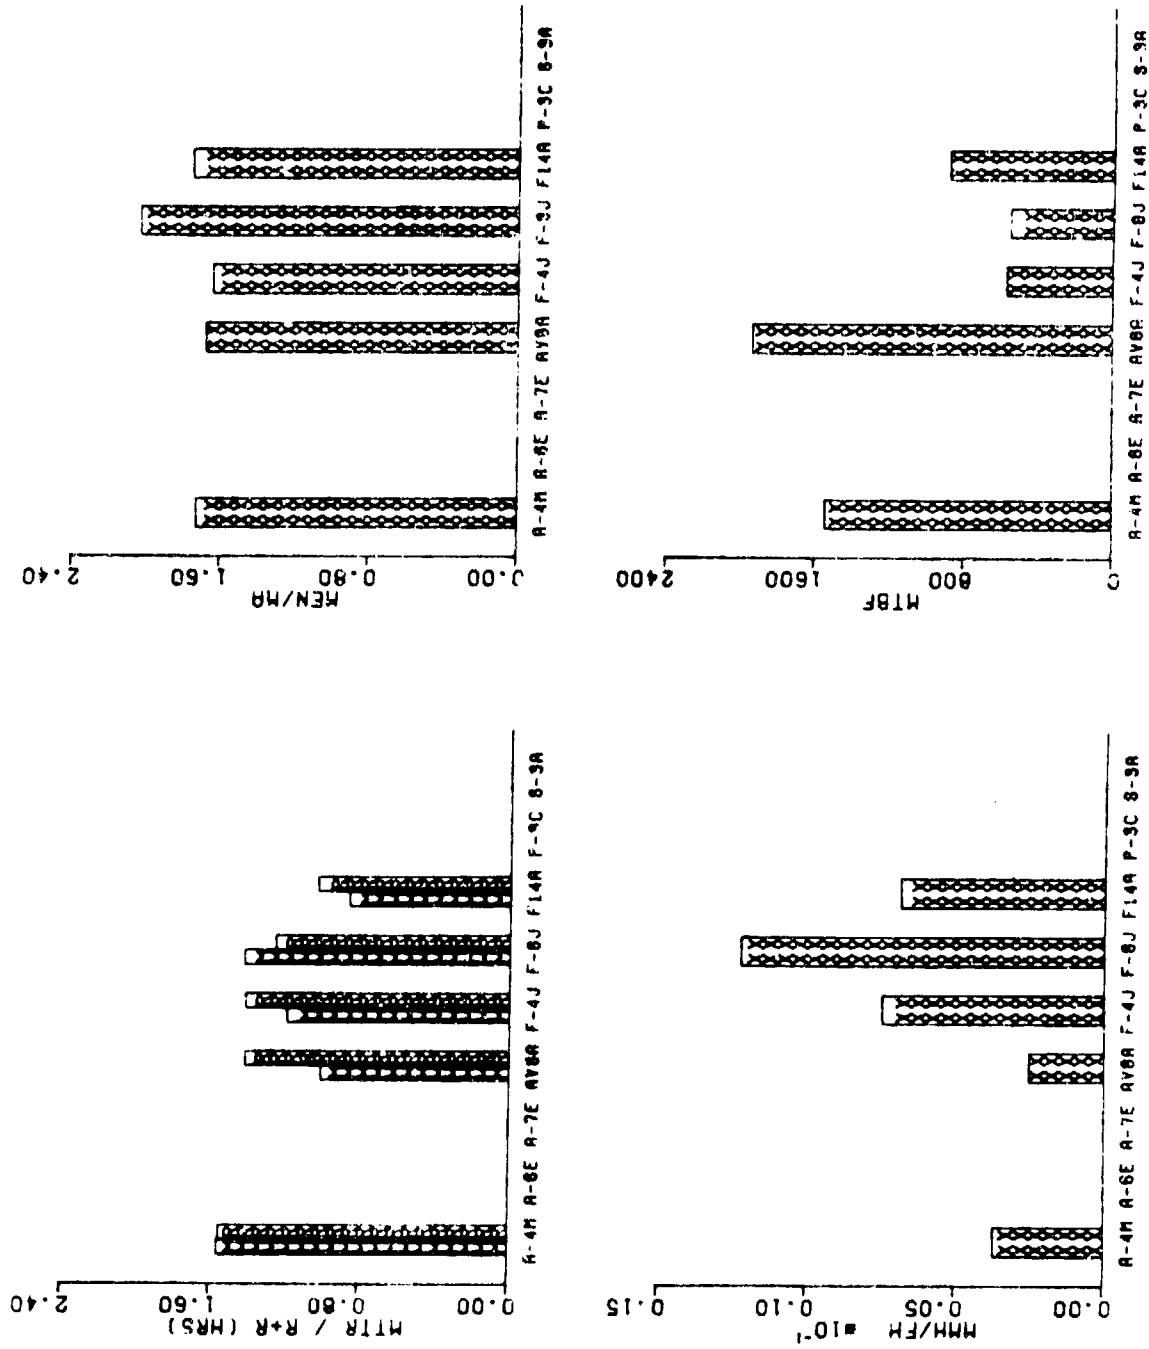 2.40
1.60
0.80
0.00
MTTR / R+R (HRS)
A-4M A-6E A-7E AV8A F-4J F-8J F14A P-3C S-3A
2.40
1.60
0.80
0.00
MEN/MA
A-4M A-6E A-7E AV8A F-4J F-8J F14A P-3C S-3A
0.15
0.10
0.05
0.00
MMH/FH *10⁻¹
A-4M A-6E A-7E AV8A F-4J F-8J F14A P-3C S-3A
2400
1600
800
0
MTBF
A-4M A-6E A-7E AV8A F-4J F-8J F14A P-3C S-3A